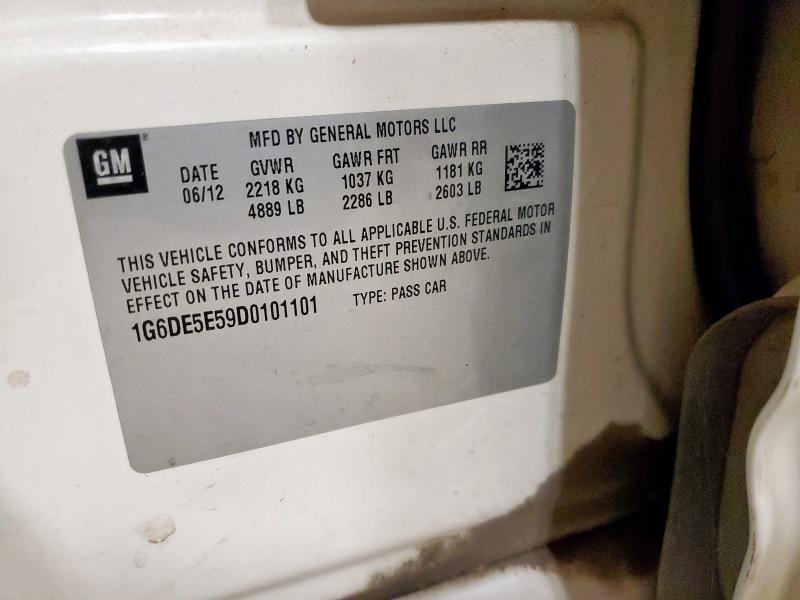 GM
MFD BY GENERAL MOTORS LLC
DATE GVWR GAWR FRT GAWR RR
06/12 2218 KG 1037 KG 1181 KG
4889 LB 2286 LB 2603 LB
THIS VEHICLE CONFORMS TO ALL APPLICABLE U.S. FEDERAL MOTOR
VEHICLE SAFETY, BUMPER, AND THEFT PREVENTION STANDARDS IN
EFFECT ON THE DATE OF MANUFACTURE SHOWN ABOVE.
1G6DE5E59D0101101 TYPE: PASS CAR